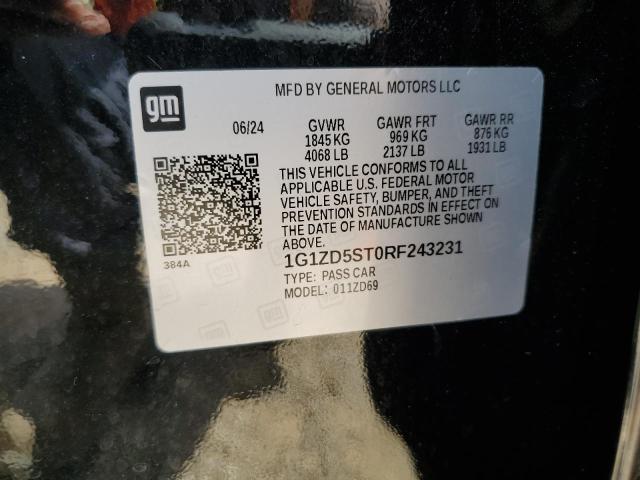 MFD BY GENERAL MOTORS LLC
gm
06/24 GVWR GAWR FRT GAWR RR
1845 KG 969 KG 876 KG
4068 LB 2137 LB 1931 LB
THIS VEHICLE CONFORMS TO ALL
APPLICABLE U.S. FEDERAL MOTOR
VEHICLE SAFETY, BUMPER, AND THEFT
PREVENTION STANDARDS IN EFFECT ON
THE DATE OF MANUFACTURE SHOWN
ABOVE.
384A
1G1ZD5ST0RF243231
TYPE: PASS CAR
MODEL: 011ZD69